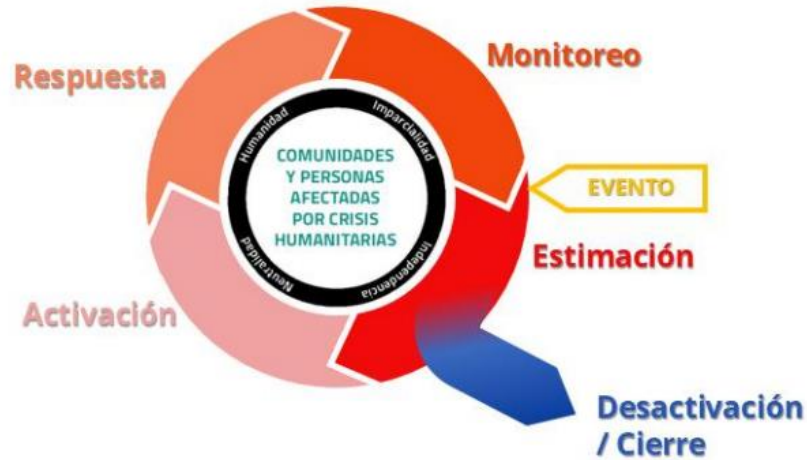 Respuesta
Monitoreo
Humanidad
Imparcialidad
COMUNIDADES
Y PERSONAS
AFECTADAS
POR CRISIS
HUMANITARIAS
Neutralidad
Independencia
EVENTO
Estimación
Activación
Desactivación
/ Cierre